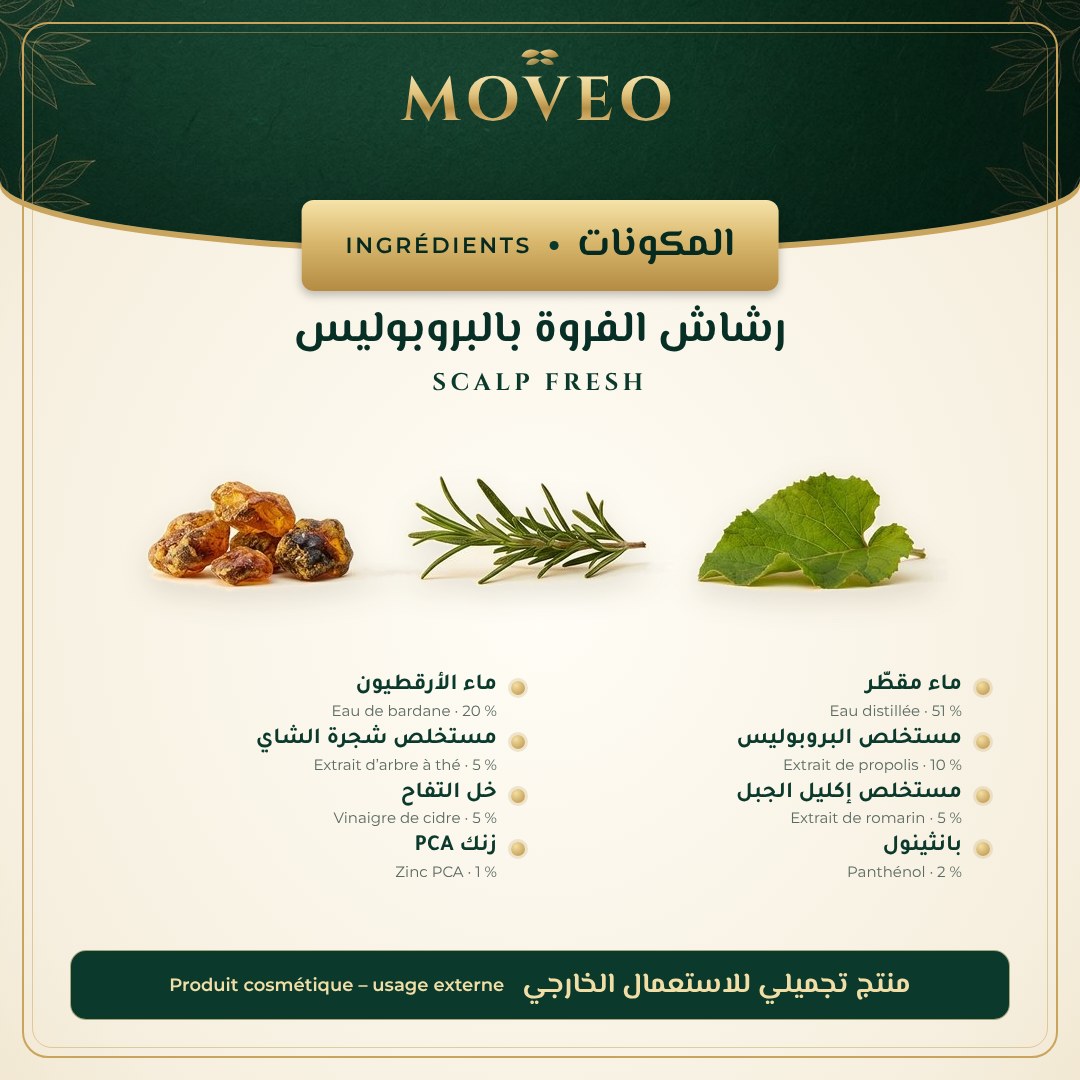 MOVEO
المكونات • INGRÉDIENTS
رشاش الفروة بالبروبوليس
SCALP FRESH
ماء مقطّر
Eau distillée · 51 %
مستخلص البروبوليس
Extrait de propolis · 10 %
مستخلص إكليل الجبل
Extrait de romarin · 5 %
بانثينول
Panthénol · 2 %
ماء الأرقطيون
Eau de bardane · 20 %
مستخلص شجرة الشاي
Extrait d’arbre à thé · 5 %
خل التفاح
Vinaigre de cidre · 5 %
زنك PCA
Zinc PCA · 1 %
منتج تجميلي للاستعمال الخارجي Produit cosmétique – usage externe